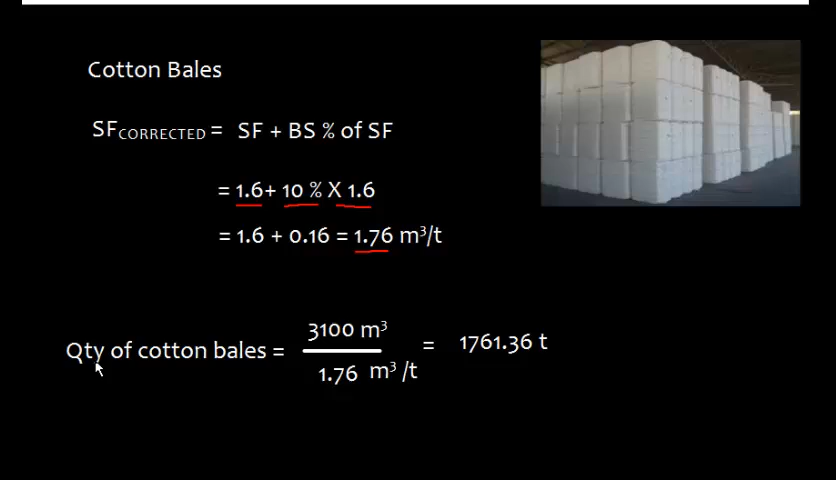 Cotton Bales
SFCORRECTED = SF + BS % of SF
= 1.6+ 10 % X 1.6
= 1.6 + 0.16 = 1.76 m³/t
Qty of cotton bales = 3100 m³ / 1.76 m³ /t = 1761.36 t